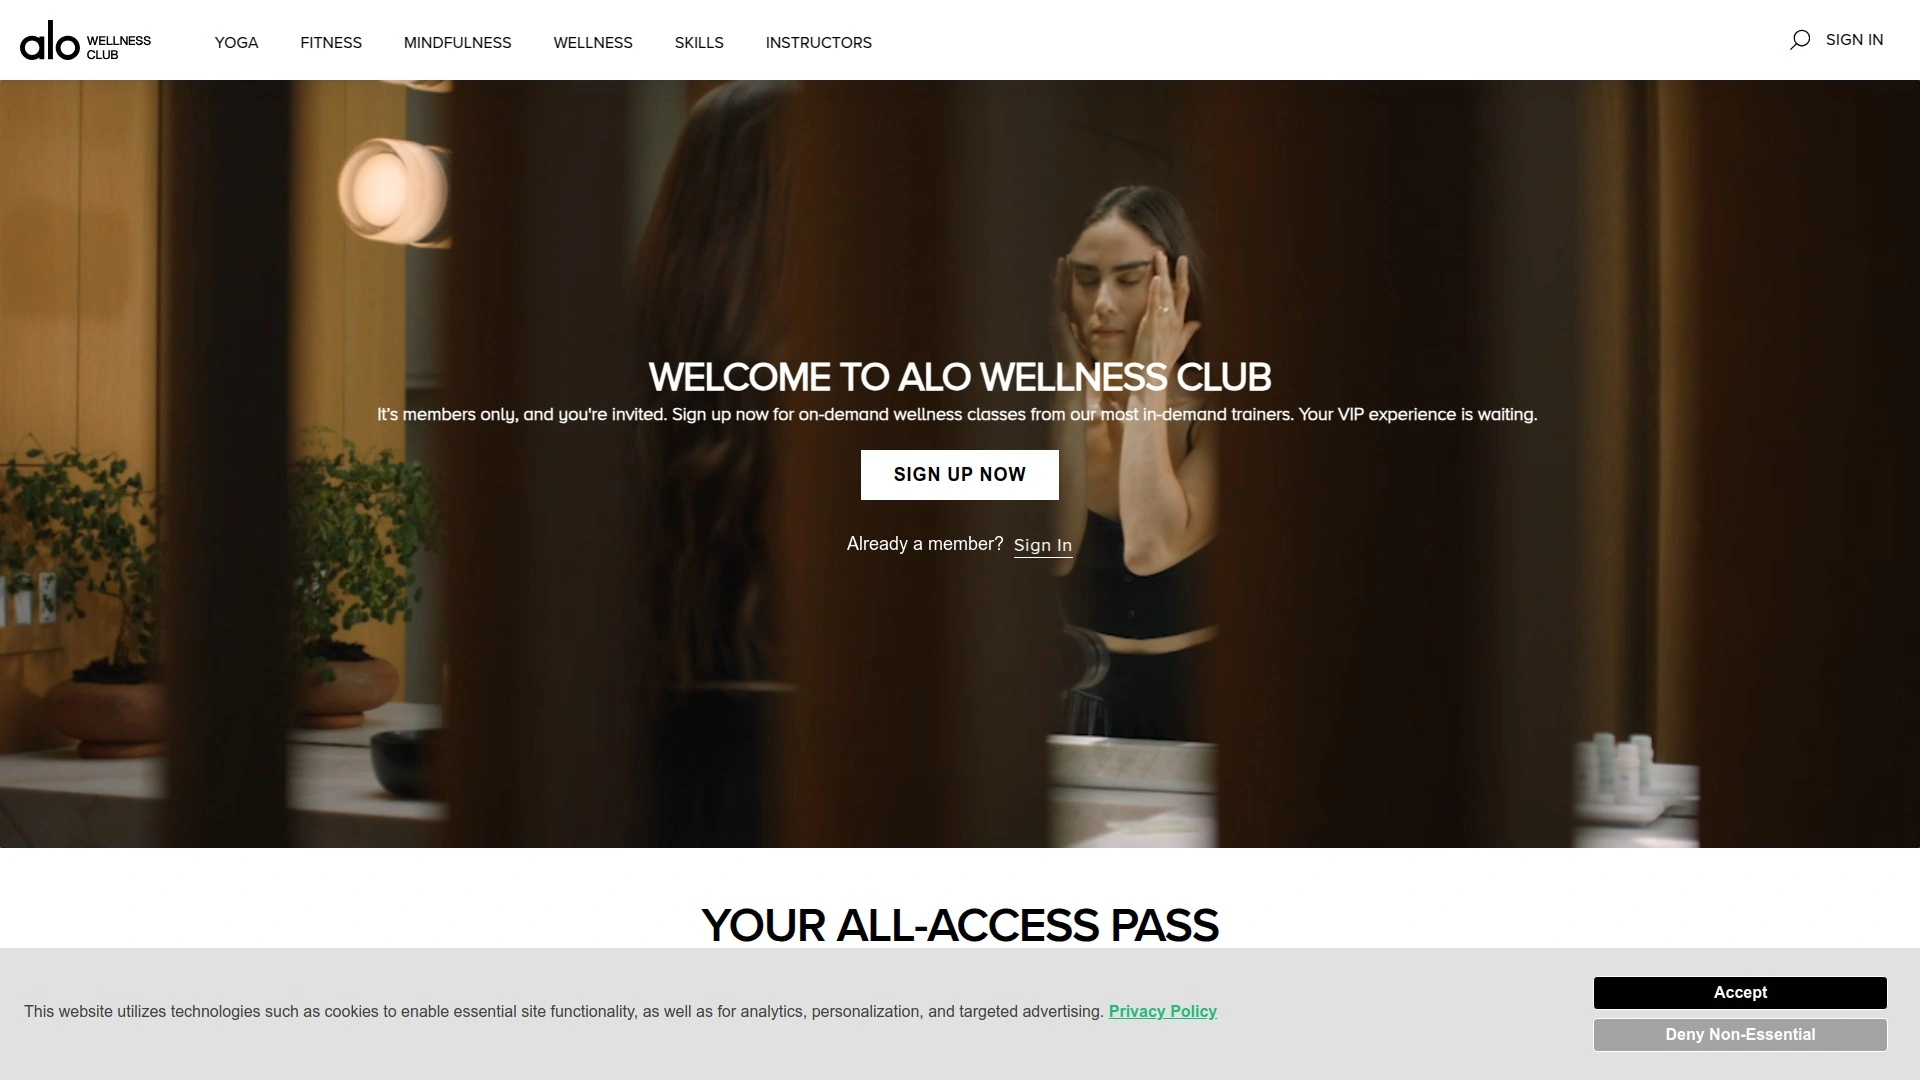 alo WELLNESS
CLUB
YOGA FITNESS MINDFULNESS WELLNESS SKILLS INSTRUCTORS
SIGN IN
WELCOME TO ALO WELLNESS CLUB
It's members only, and you're invited. Sign up now for on-demand wellness classes from our most in-demand trainers. Your VIP experience is waiting.
SIGN UP NOW
Already a member? Sign In
YOUR ALL-ACCESS PASS
This website utilizes technologies such as cookies to enable essential site functionality, as well as for analytics, personalization, and targeted advertising. Privacy Policy
Accept
Deny Non-Essential